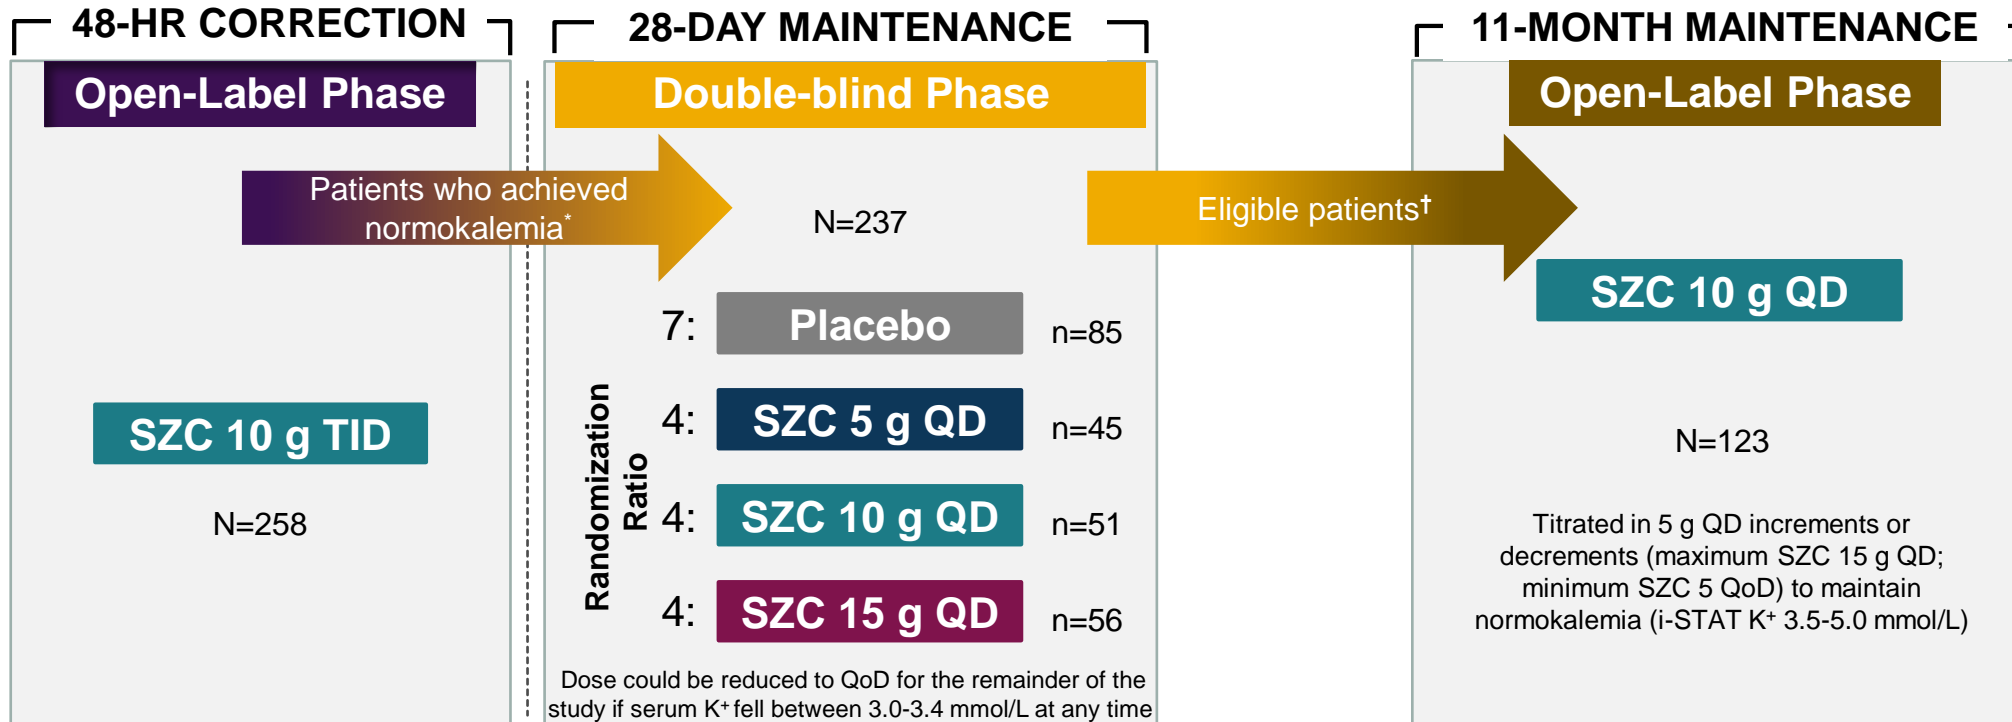 48-HR CORRECTION
Open-Label Phase
Patients who achieved
normokalemia*
SZC 10 g TID
N=258
28-DAY MAINTENANCE
Double-blind Phase
N=237
Randomization
Ratio
7: Placebo n=85
4: SZC 5 g QD n=45
4: SZC 10 g QD n=51
4: SZC 15 g QD n=56
Dose could be reduced to QoD for the remainder of the
study if serum K⁺ fell between 3.0-3.4 mmol/L at any time
Eligible patients†
11-MONTH MAINTENANCE
Open-Label Phase
SZC 10 g QD
N=123
Titrated in 5 g QD increments or
decrements (maximum SZC 15 g QD;
minimum SZC 5 QoD) to maintain
normokalemia (i-STAT K⁺ 3.5-5.0 mmol/L)